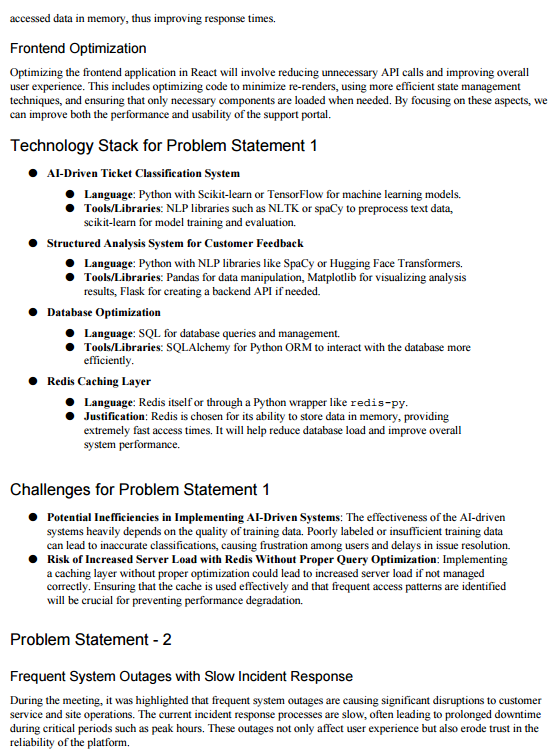 accessed data in memory, thus improving response times.
Frontend Optimization
Optimizing the frontend application in React will involve reducing unnecessary API calls and improving overall
user experience. This includes optimizing code to minimize re-renders, using more efficient state management
techniques, and ensuring that only necessary components are loaded when needed. By focusing on these aspects, we
can improve both the performance and usability of the support portal.
Technology Stack for Problem Statement 1
● AI-Driven Ticket Classification System
● Language: Python with Scikit-learn or TensorFlow for machine learning models.
● Tools/Libraries: NLP libraries such as NLTK or spaCy to preprocess text data,
scikit-learn for model training and evaluation.
● Structured Analysis System for Customer Feedback
● Language: Python with NLP libraries like SpaCy or Hugging Face Transformers.
● Tools/Libraries: Pandas for data manipulation, Matplotlib for visualizing analysis
results, Flask for creating a backend API if needed.
● Database Optimization
● Language: SQL for database queries and management.
● Tools/Libraries: SQLAlchemy for Python ORM to interact with the database more
efficiently.
● Redis Caching Layer
● Language: Redis itself or through a Python wrapper like redis-py.
● Justification: Redis is chosen for its ability to store data in memory, providing
extremely fast access times. It will help reduce database load and improve overall
system performance.
Challenges for Problem Statement 1
● Potential Inefficiencies in Implementing AI-Driven Systems: The effectiveness of the AI-driven
systems heavily depends on the quality of training data. Poorly labeled or insufficient training data
can lead to inaccurate classifications, causing frustration among users and delays in issue resolution.
● Risk of Increased Server Load with Redis Without Proper Query Optimization: Implementing
a caching layer without proper optimization could lead to increased server load if not managed
correctly. Ensuring that the cache is used effectively and that frequent access patterns are identified
will be crucial for preventing performance degradation.
Problem Statement - 2
Frequent System Outages with Slow Incident Response
During the meeting, it was highlighted that frequent system outages are causing significant disruptions to customer
service and site operations. The current incident response processes are slow, often leading to prolonged downtime
during critical periods such as peak hours. These outages not only affect user experience but also erode trust in the
reliability of the platform.